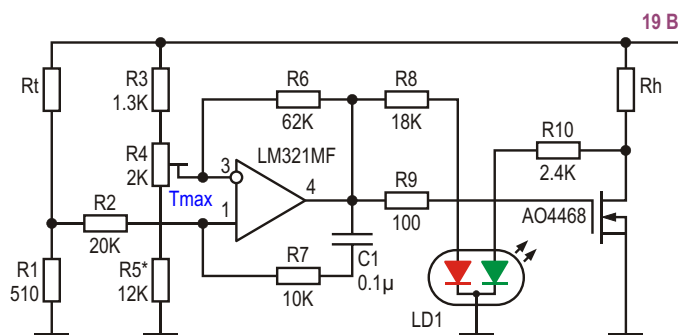 19 В
Rt
R3
1.3K
R6
62K
R8
18K
Rh
R4
2K
LM321MF
R10
2.4K
3
4
Tmax
1
R2
20K
R9
100
AO4468
R1
510
R5*
12K
R7
10K
C1
0.1µ
LD1